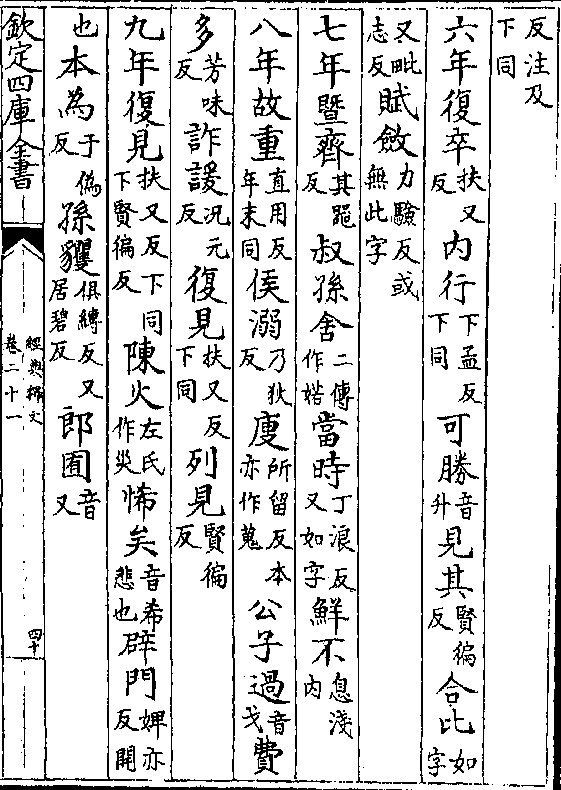 反注及下同
六年復卒扶又反內行下孟反下同可勝音升見其賢徧反合比如字
又毗志反賦斂力驗反或無此字
七年暨齊其反叔孫舍二傳作婼當時丁浪反又如字鮮不息淺內
八年故重直用反年末同侯溺乃狄反廋所留反本亦作蒐公子過音戈費
多芳味反詐諼況元反復見扶又反下同列見賢徧反
九年復見扶又反下同下賢徧反陳火左氏作災悕矣音希悲也辟門婢亦反開
也本為于偽反孫貜俱縛反又居碧反郎囿音又
欽定四庫全書
經典釋文
卷二十一
四十